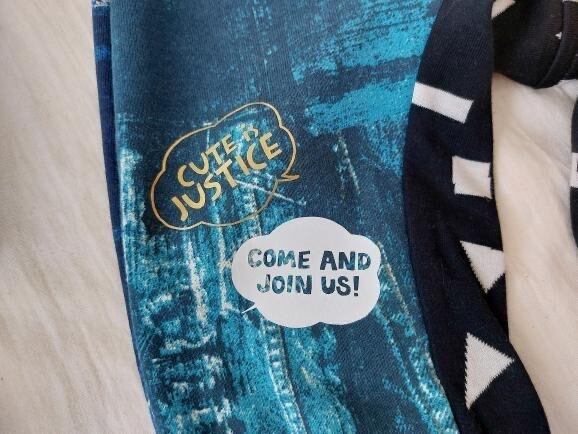 CUTE is
JUSTICE
COME AND
JOIN US!